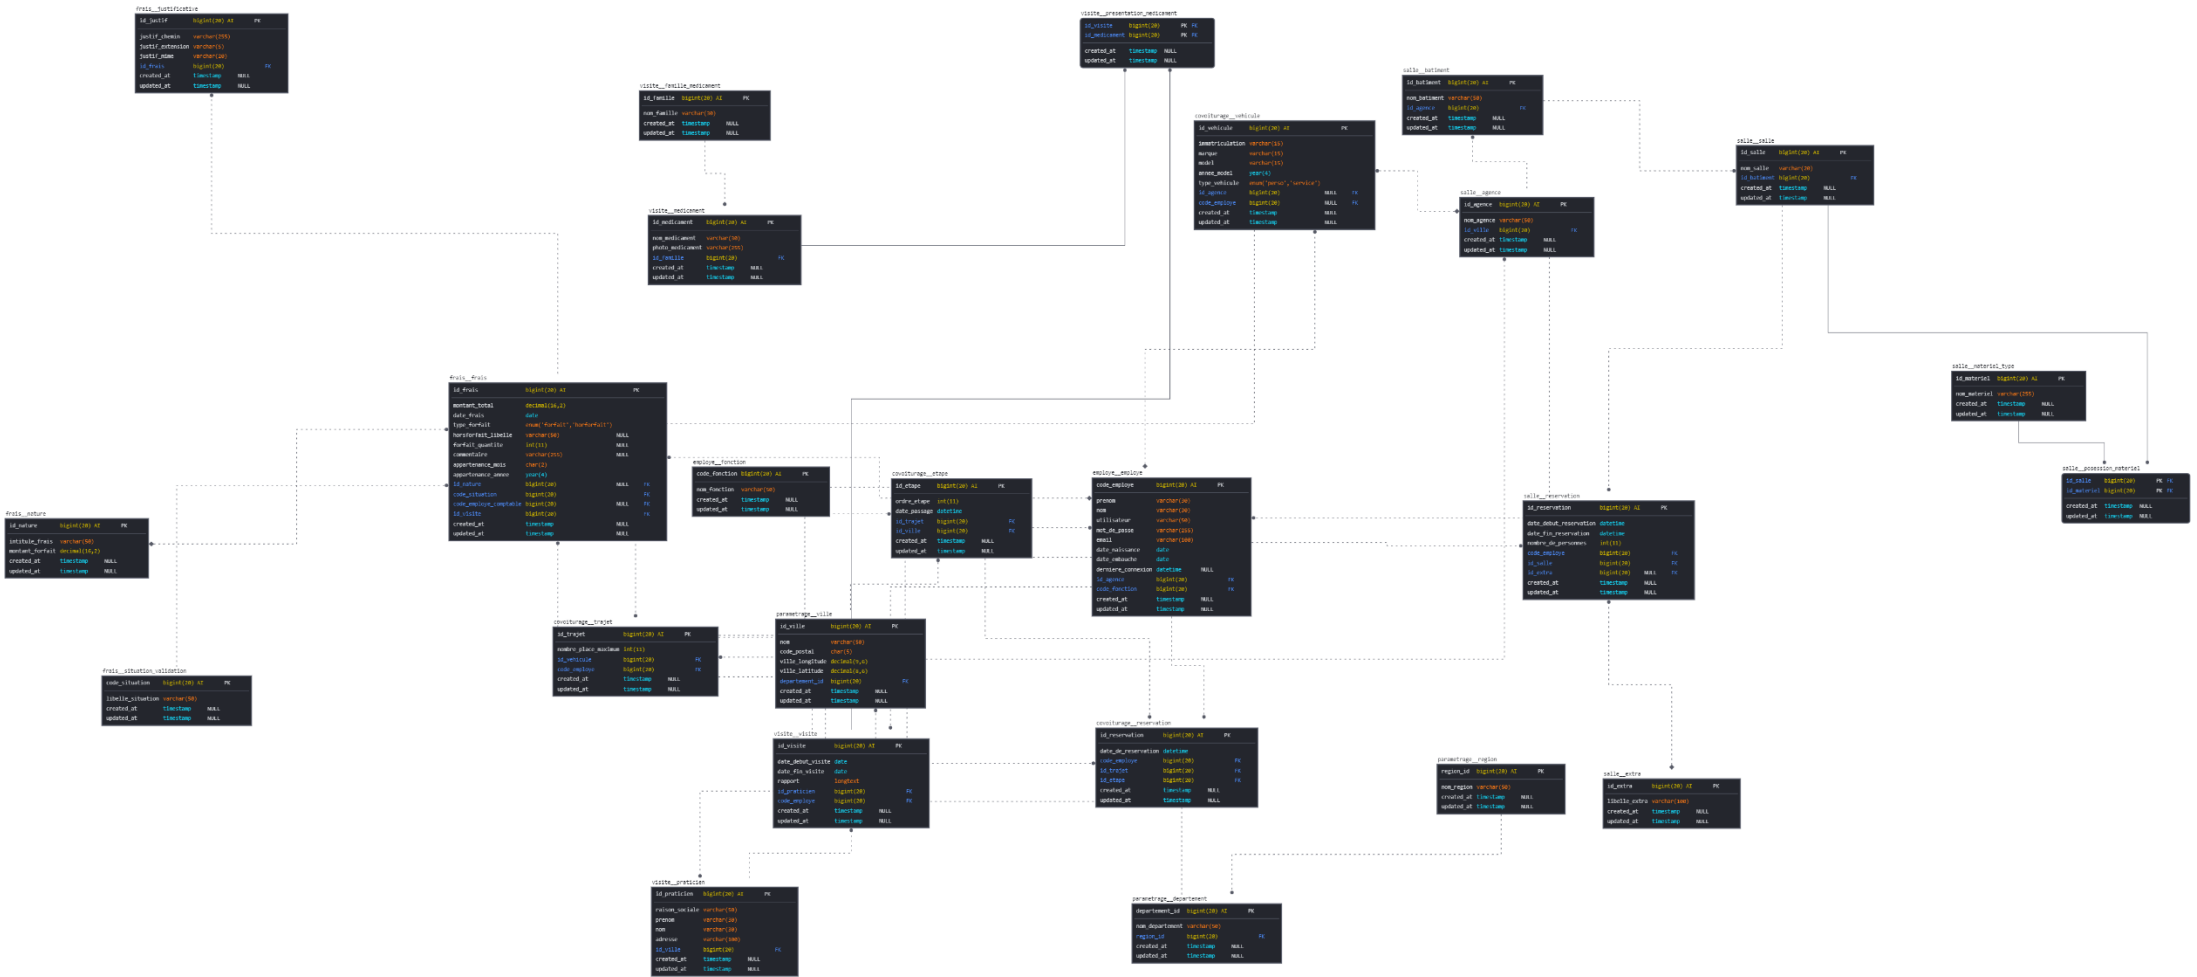 frais__justificative
id_justif bigint(20) AI PK
justif_chemin varchar(255)
justif_extension varchar(5)
justif_mime varchar(20)
id_frais bigint(20) FK
created_at timestamp NULL
updated_at timestamp NULL
visite__presentation_medicament
id_visite bigint(20) PK FK
id_medicament bigint(20) PK FK
created_at timestamp NULL
updated_at timestamp NULL
visite__famille_medicament
id_famille bigint(20) AI PK
nom_famille varchar(30)
created_at timestamp NULL
updated_at timestamp NULL
salle__batiment
id_batiment bigint(20) AI PK
nom_batiment varchar(50)
id_agence bigint(20) FK
created_at timestamp NULL
updated_at timestamp NULL
covoiturage__vehicule
id_vehicule bigint(20) AI PK
immatriculation varchar(15)
marque varchar(15)
model varchar(15)
annee_model year(4)
type_vehicule enum('perso','service')
id_agence bigint(20) NULL FK
code_employe bigint(20) NULL FK
created_at timestamp NULL
updated_at timestamp NULL
salle__salle
id_salle bigint(20) AI PK
nom_salle varchar(20)
id_batiment bigint(20) FK
created_at timestamp NULL
updated_at timestamp NULL
salle__agence
id_agence bigint(20) AI PK
nom_agence varchar(50)
id_ville bigint(20) FK
created_at timestamp NULL
updated_at timestamp NULL
visite__medicament
id_medicament bigint(20) AI PK
nom_medicament varchar(30)
photo_medicament varchar(255)
id_famille bigint(20) FK
created_at timestamp NULL
updated_at timestamp NULL
salle__materiel_type
id_materiel bigint(20) AI PK
nom_materiel varchar(255)
created_at timestamp NULL
updated_at timestamp NULL
frais__frais
id_frais bigint(20) AI PK
montant_total decimal(16,2)
date_frais date
type_forfait enum('forfait','horforfait')
horsforfait_libelle varchar(50) NULL
forfait_quantite int(11) NULL
commentaire varchar(255) NULL
appartenance_mois char(2)
appartenance_annee year(4)
id_nature bigint(20) NULL FK
code_situation bigint(20) FK
code_employe_comptable bigint(20) NULL FK
id_visite bigint(20) FK
created_at timestamp NULL
updated_at timestamp NULL
employe__fonction
code_fonction bigint(20) AI PK
nom_fonction varchar(50)
created_at timestamp NULL
updated_at timestamp NULL
covoiturage__etape
id_etape bigint(20) AI PK
ordre_etape int(11)
date_passage datetime
id_trajet bigint(20) FK
id_ville bigint(20) FK
created_at timestamp NULL
updated_at timestamp NULL
employe__employe
code_employe bigint(20) AI PK
prenom varchar(30)
nom varchar(20)
utilisateur varchar(50)
mot_de_passe varchar(255)
email varchar(100)
date_naissance date
date_embauche date
derniere_connexion datetime NULL
id_agence bigint(20) FK
code_fonction bigint(20) FK
created_at timestamp NULL
updated_at timestamp NULL
salle__posession_materiel
id_salle bigint(20) PK FK
id_materiel bigint(20) PK FK
created_at timestamp NULL
updated_at timestamp NULL
salle__reservation
id_reservation bigint(20) AI PK
date_debut_reservation datetime
date_fin_reservation datetime
nombre_de_personnes int(11)
code_employe bigint(20) FK
id_salle bigint(20) FK
id_extra bigint(20) NULL FK
created_at timestamp NULL
updated_at timestamp NULL
frais__nature
id_nature bigint(20) AI PK
intitule_frais varchar(50)
montant_forfait decimal(16,2)
created_at timestamp NULL
updated_at timestamp NULL
parametrage__ville
id_ville bigint(20) AI PK
nom varchar(50)
code_postal char(5)
ville_longitude decimal(9,6)
ville_latitude decimal(8,6)
departement_id bigint(20) FK
created_at timestamp NULL
updated_at timestamp NULL
covoiturage__trajet
id_trajet bigint(20) AI PK
nombre_place_maximum int(11)
id_vehicule bigint(20) FK
code_employe bigint(20) FK
created_at timestamp NULL
updated_at timestamp NULL
frais__situation_validation
code_situation bigint(20) AI PK
libelle_situation varchar(50)
created_at timestamp NULL
updated_at timestamp NULL
covoiturage__reservation
id_reservation bigint(20) AI PK
date_de_reservation datetime
code_employe bigint(20) FK
id_trajet bigint(20) FK
id_etape bigint(20) FK
created_at timestamp NULL
updated_at timestamp NULL
visite__visite
id_visite bigint(20) AI PK
date_debut_visite date
date_fin_visite date
rapport longtext
id_praticien bigint(20) FK
code_employe bigint(20) FK
created_at timestamp NULL
updated_at timestamp NULL
parametrage__region
region_id bigint(20) AI PK
nom_region varchar(50)
created_at timestamp NULL
updated_at timestamp NULL
salle__extra
id_extra bigint(20) AI PK
libelle_extra varchar(100)
created_at timestamp NULL
updated_at timestamp NULL
visite__praticien
id_praticien bigint(20) AI PK
raison_sociale varchar(50)
prenom varchar(30)
nom varchar(30)
adresse varchar(100)
id_ville bigint(20) FK
created_at timestamp NULL
updated_at timestamp NULL
parametrage__departement
departement_id bigint(20) AI PK
nom_departement varchar(50)
region_id bigint(20) FK
created_at timestamp NULL
updated_at timestamp NULL